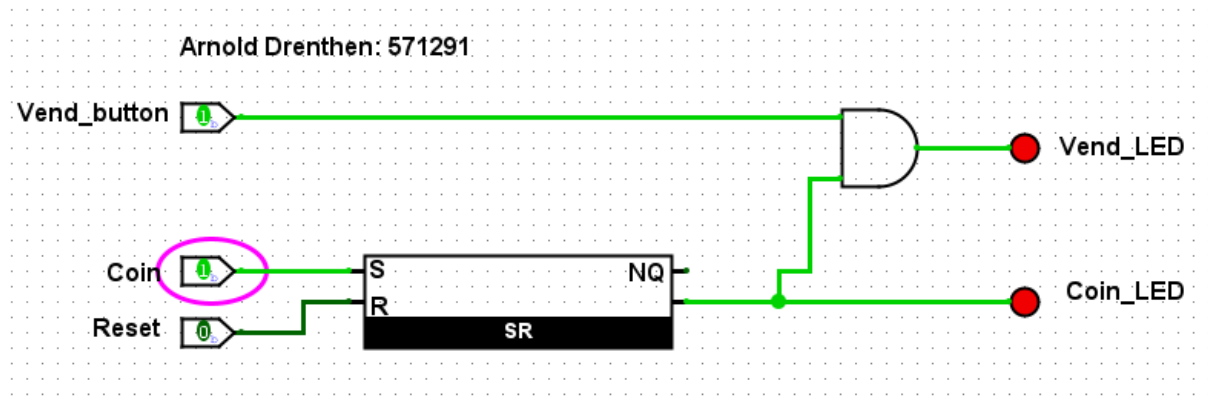 Arnold Drenthen: 571291
Vend_button
1
Vend_LED
Coin
1
S
NQ
Coin_LED
Reset
0
R
SR